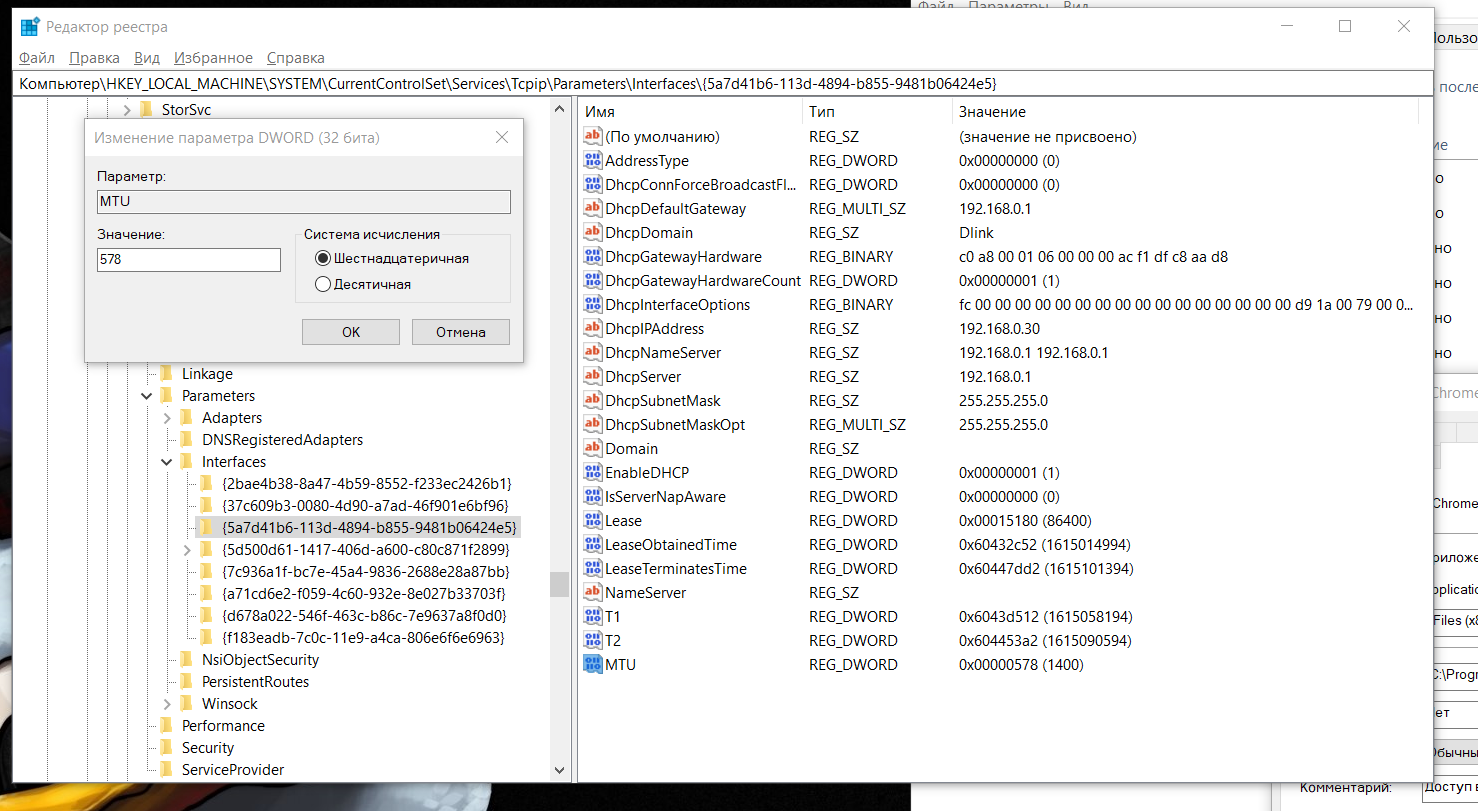 Файл Параметры Вид
Редактор реестра
Файл Правка Вид Избранное Справка
Компьютер\HKEY_LOCAL_MACHINE\SYSTEM\CurrentControlSet\Services\Tcpip\Parameters\Interfaces\{5a7d41b6-113d-4894-b855-9481b06424e5}
StorSvc
Изменение параметра DWORD (32 бита)
Параметр:
MTU
Значение:
578
Система исчисления
Шестнадцатеричная
Десятичная
OK Отмена
Linkage
Parameters
Adapters
DNSRegisteredAdapters
Interfaces
{2bae4b38-8a47-4b59-8552-f233ec2426b1}
{37c609b3-0080-4d90-a7ad-46f901e6bf96}
{5a7d41b6-113d-4894-b855-9481b06424e5}
{5d500d61-1417-406d-a600-c80c871f2899}
{7c936a1f-bc7e-45a4-9836-2688e28a87bb}
{a71cd6e2-f059-4c60-932e-8e027b33703f}
{d678a022-546f-463c-b86c-7e9637a8f0d0}
{f183eadb-7c0c-11e9-a4ca-806e6f6e6963}
NsiObjectSecurity
PersistentRoutes
Winsock
Performance
Security
ServiceProvider
Имя Тип Значение
(По умолчанию) REG_SZ (значение не присвоено)
AddressType REG_DWORD 0x00000000 (0)
DhcpConnForceBroadcastFl... REG_DWORD 0x00000000 (0)
DhcpDefaultGateway REG_MULTI_SZ 192.168.0.1
DhcpDomain REG_SZ Dlink
DhcpGatewayHardware REG_BINARY c0 a8 00 01 06 00 00 00 ac f1 df c8 aa d8
DhcpGatewayHardwareCount REG_DWORD 0x00000001 (1)
DhcpInterfaceOptions REG_BINARY fc 00 00 00 00 00 00 00 00 00 00 00 00 00 00 00 d9 1a 00 79 00 0...
DhcpIPAddress REG_SZ 192.168.0.30
DhcpNameServer REG_SZ 192.168.0.1 192.168.0.1
DhcpServer REG_SZ 192.168.0.1
DhcpSubnetMask REG_SZ 255.255.255.0
DhcpSubnetMaskOpt REG_MULTI_SZ 255.255.255.0
Domain REG_SZ
EnableDHCP REG_DWORD 0x00000001 (1)
IsServerNapAware REG_DWORD 0x00000000 (0)
Lease REG_DWORD 0x00015180 (86400)
LeaseObtainedTime REG_DWORD 0x60432c52 (1615014994)
LeaseTerminatesTime REG_DWORD 0x60447dd2 (1615101394)
NameServer REG_SZ
T1 REG_DWORD 0x6043d512 (1615058194)
T2 REG_DWORD 0x604453a2 (1615090594)
MTU REG_DWORD 0x00000578 (1400)
Chrome
Chrome
C:\Progr
Комментарий: Доступ в